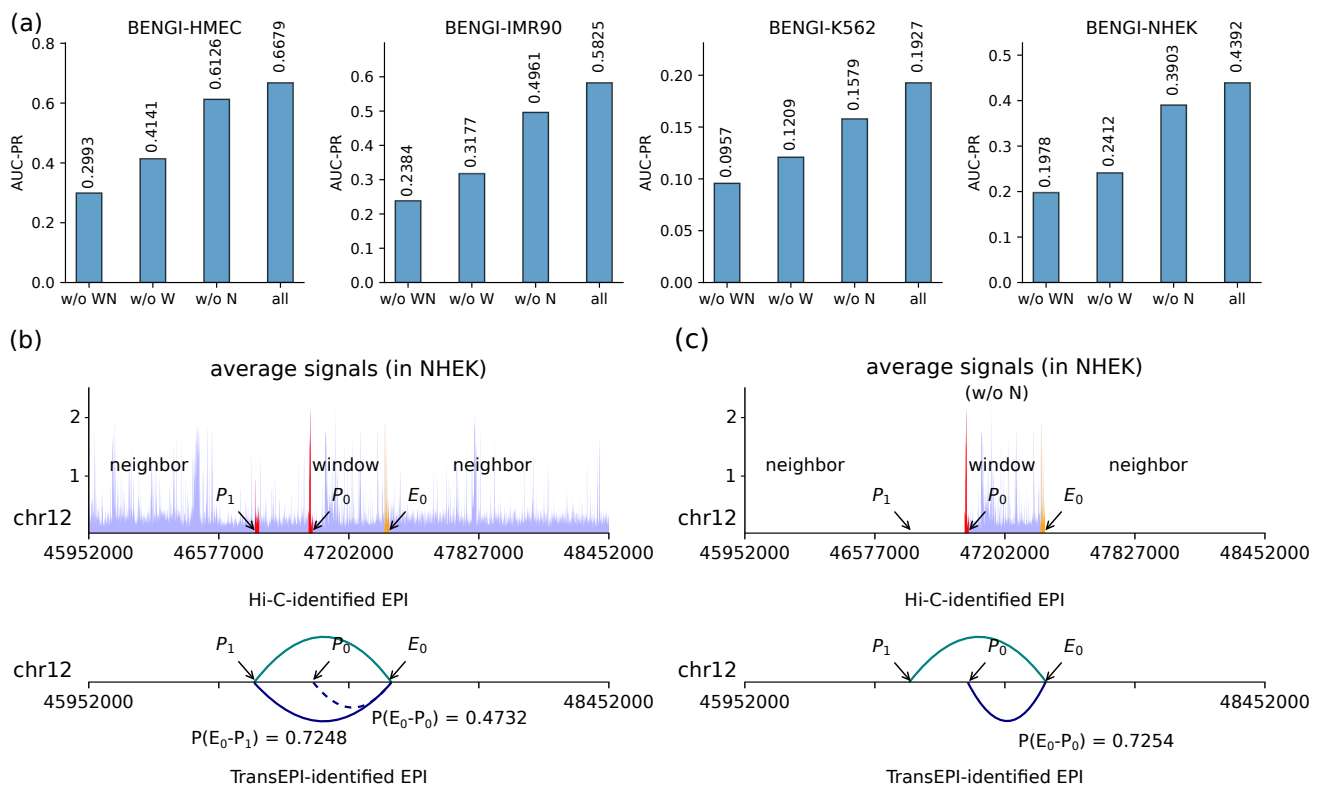 (a)
BENGI-HMEC
AUC-PR
0.8
0.6
0.4
0.2
0.0
0.2993
0.4141
0.6126
0.6679
w/o WN
w/o W
w/o N
all
BENGI-IMR90
AUC-PR
0.6
0.5
0.4
0.3
0.2
0.1
0.0
0.2384
0.3177
0.4961
0.5825
w/o WN
w/o W
w/o N
all
BENGI-K562
AUC-PR
0.20
0.15
0.10
0.05
0.00
0.0957
0.1209
0.1579
0.1927
w/o WN
w/o W
w/o N
all
BENGI-NHEK
AUC-PR
0.5
0.4
0.3
0.2
0.1
0.0
0.1978
0.2412
0.3903
0.4392
w/o WN
w/o W
w/o N
all
(b)
average signals (in NHEK)
2
1
neighbor
window
neighbor
P₁
P₀
E₀
chr12
45952000
46577000
47202000
47827000
48452000
Hi-C-identified EPI
P₁
P₀
E₀
chr12
45952000
48452000
P(E₀-P₀) = 0.4732
P(E₀-P₁) = 0.7248
TransEPI-identified EPI
(c)
average signals (in NHEK)
(w/o N)
2
1
neighbor
window
neighbor
P₁
P₀
E₀
chr12
45952000
46577000
47202000
47827000
48452000
Hi-C-identified EPI
P₁
P₀
E₀
chr12
45952000
48452000
P(E₀-P₀) = 0.7254
TransEPI-identified EPI